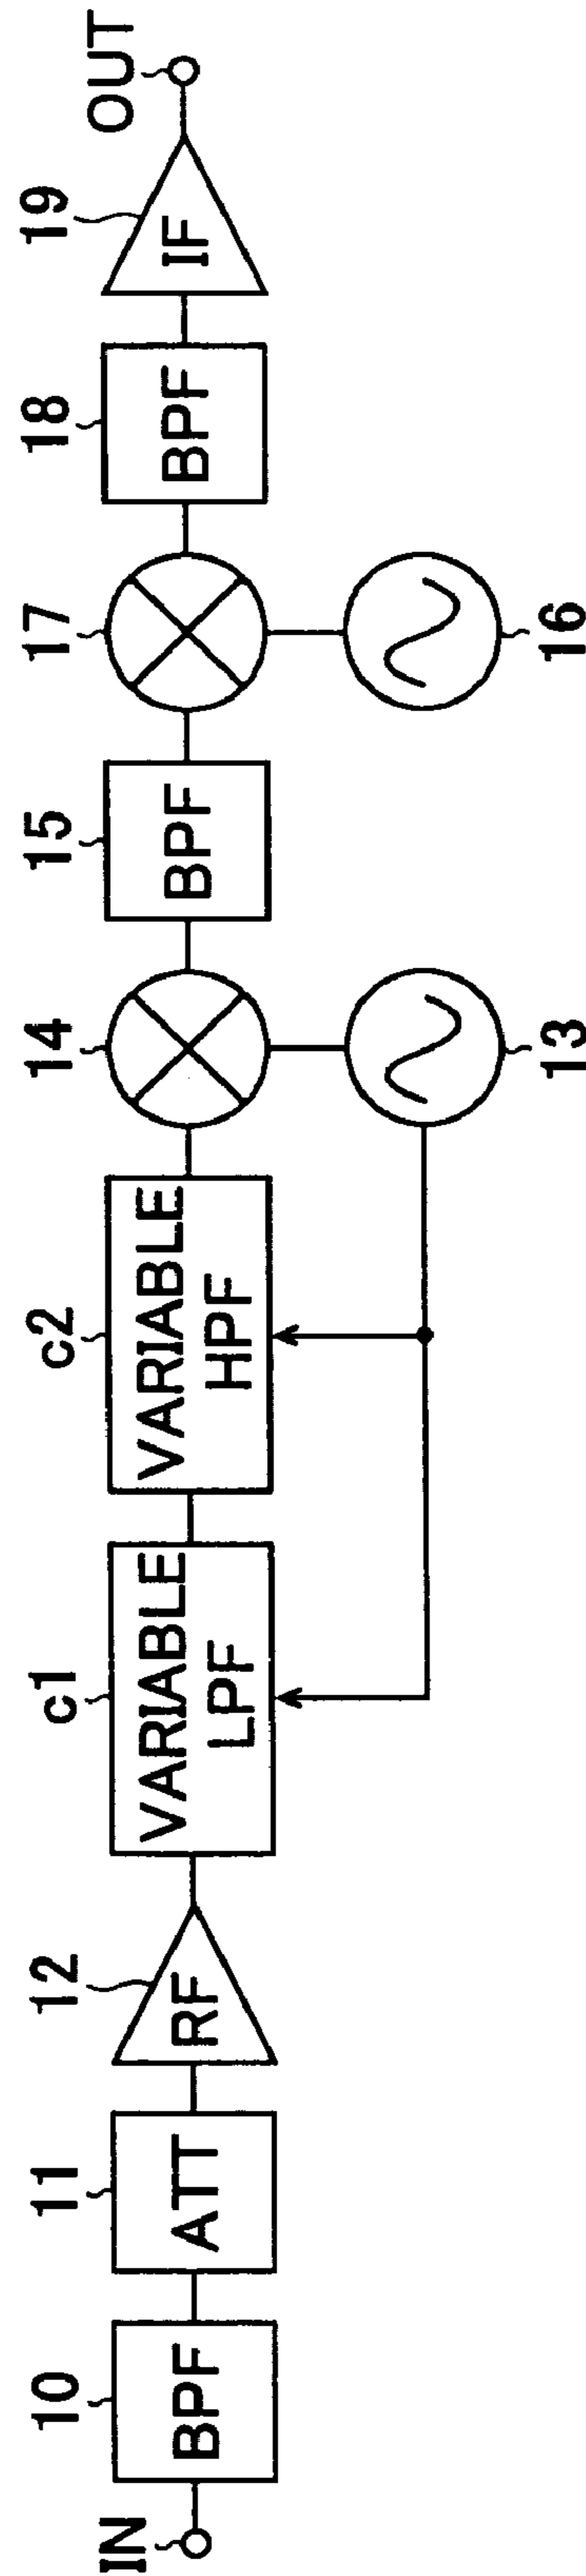 IN
10
BPF
11
ATT
12
RF
c1
VARIABLE
LPF
c2
VARIABLE
HPF
14
13
15
BPF
17
16
18
BPF
19
IF
OUT